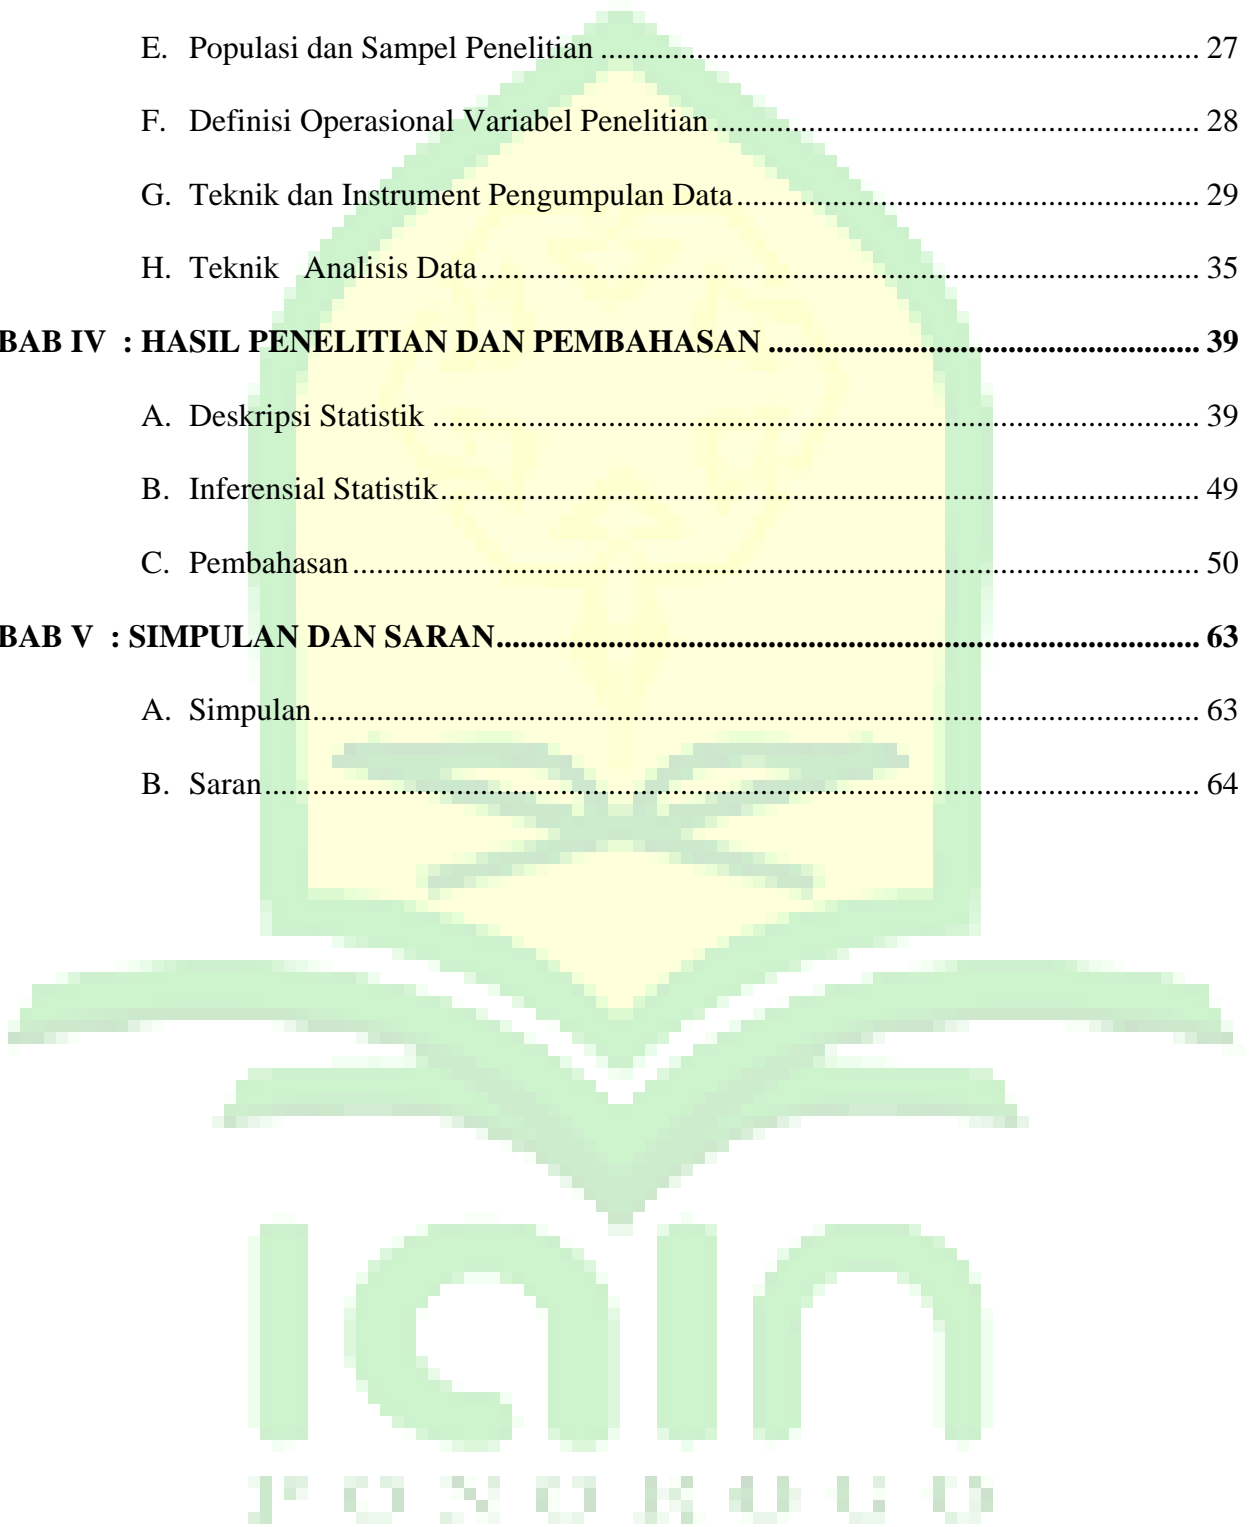 E. Populasi dan Sampel Penelitian ........................................................................... 27
F. Definisi Operasional Variabel Penelitian ............................................................. 28
G. Teknik dan Instrument Pengumpulan Data .......................................................... 29
H. Teknik Analisis Data .......................................................................................... 35
BAB IV : HASIL PENELITIAN DAN PEMBAHASAN ...................................................... 39
A. Deskripsi Statistik ................................................................................................ 39
B. Inferensial Statistik ............................................................................................... 49
C. Pembahasan .......................................................................................................... 50
BAB V : SIMPULAN DAN SARAN ........................................................................................ 63
A. Simpulan ............................................................................................................... 63
B. Saran ..................................................................................................................... 64
iain
PONOROGO